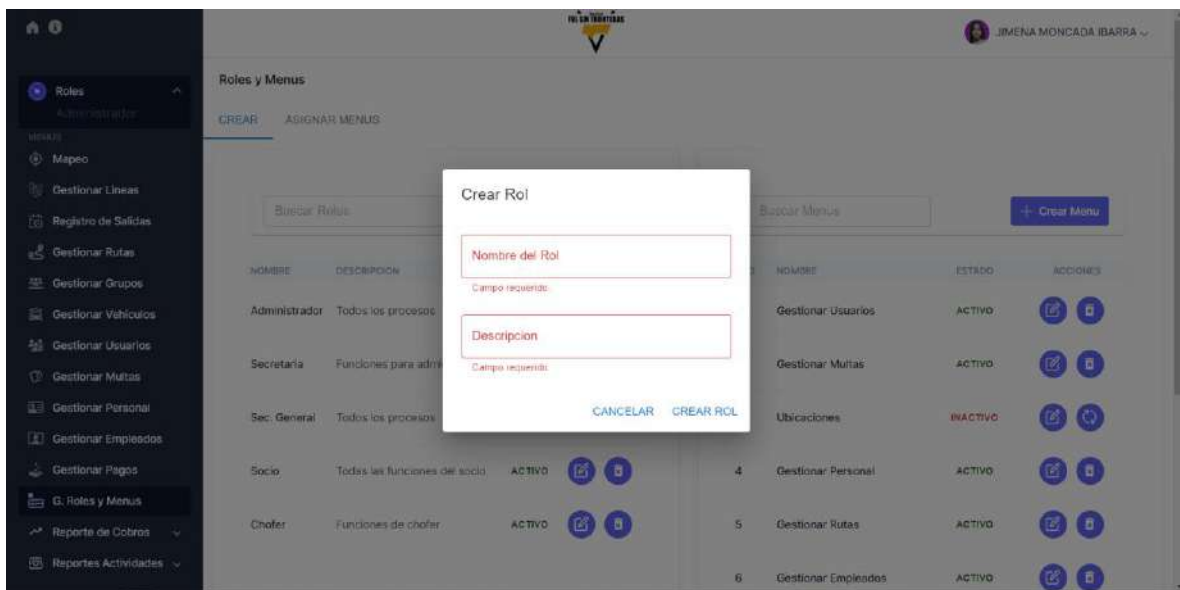 FUL SIN FRONTERAS
JIMENA MONCADA IBARRA
Roles
Administrador
MENUS
Mapeo
Gestionar Lineas
Registro de Salidas
Gestionar Rutas
Gestionar Grupos
Gestionar Vehiculos
Gestionar Usuarios
Gestionar Multas
Gestionar Personal
Gestionar Empleados
Gestionar Pagos
G. Roles y Menus
Reporte de Cobros
Reportes Actividades
Roles y Menus
CREAR ASIGNAR MENUS
Buscar Roles
NOMBRE DESCRIPCION
Administrador Todos los procesos
Secretaria Funciones para admi
Sec. General Todos los procesos
Socio Todas las funciones del socio ACTIVO
Chofer Funciones de chofer ACTIVO
Crear Rol
Nombre del Rol
Campo requerido
Descripcion
Campo requerido
CANCELAR CREAR ROL
Buscar Menus
+ Crear Menu
NOMBRE ESTADO ACCIONES
Gestionar Usuarios ACTIVO
Gestionar Multas ACTIVO
Ubicaciones INACTIVO
4 Gestionar Personal ACTIVO
5 Gestionar Rutas ACTIVO
6 Gestionar Empleados ACTIVO